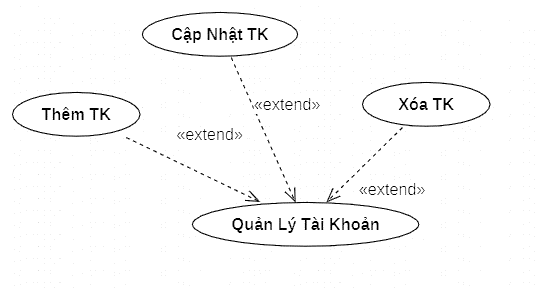 Cập Nhật TK
Thêm TK
«extend»
Xóa TK
«extend»
«extend»
Quản Lý Tài Khoản